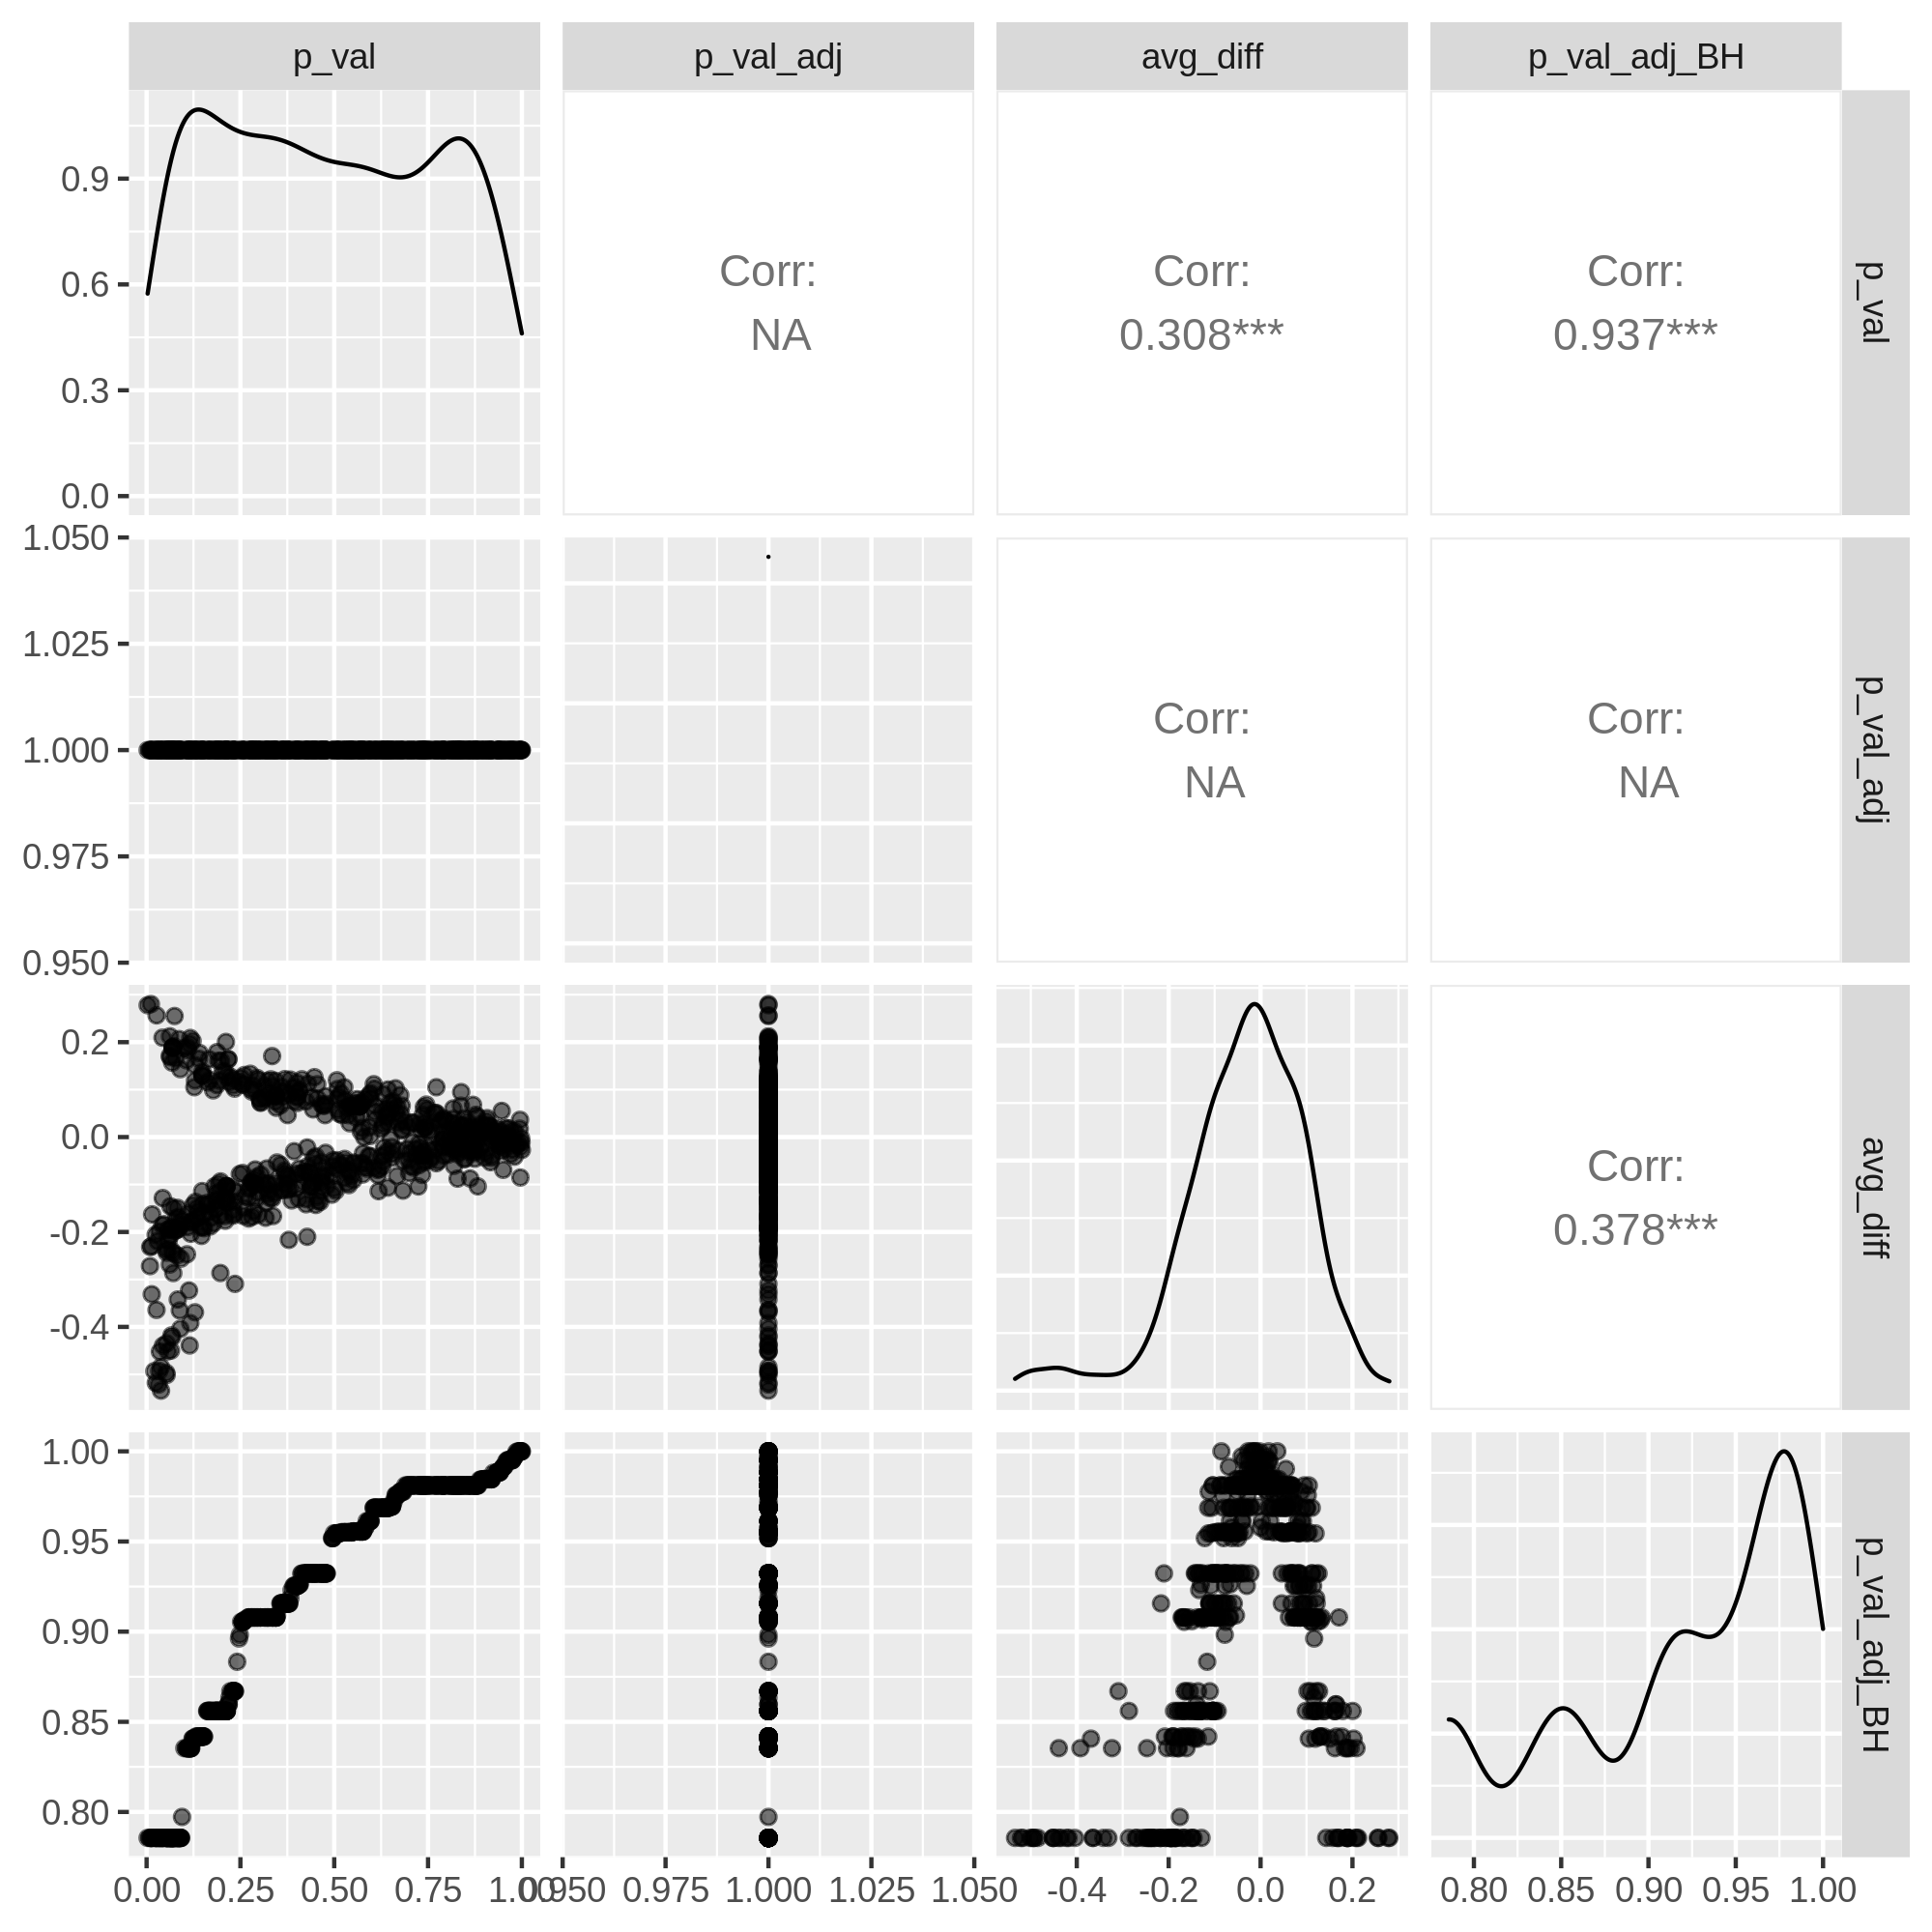 p_val
p_val_adj
avg_diff
p_val_adj_BH
0.9
0.6
0.3
0.0
Corr:
NA
Corr:
0.308***
Corr:
0.937***
p_val
1.050
1.025
1.000
0.975
0.950
Corr:
NA
Corr:
NA
p_val_adj
0.2
0.0
-0.2
-0.4
Corr:
0.378***
avg_diff
1.00
0.95
0.90
0.85
0.80
p_val_adj_BH
0.00 0.25 0.50 0.75 1.00
0.950 0.975 1.000 1.025 1.050
-0.4 -0.2 0.0 0.2
0.80 0.85 0.90 0.95 1.00